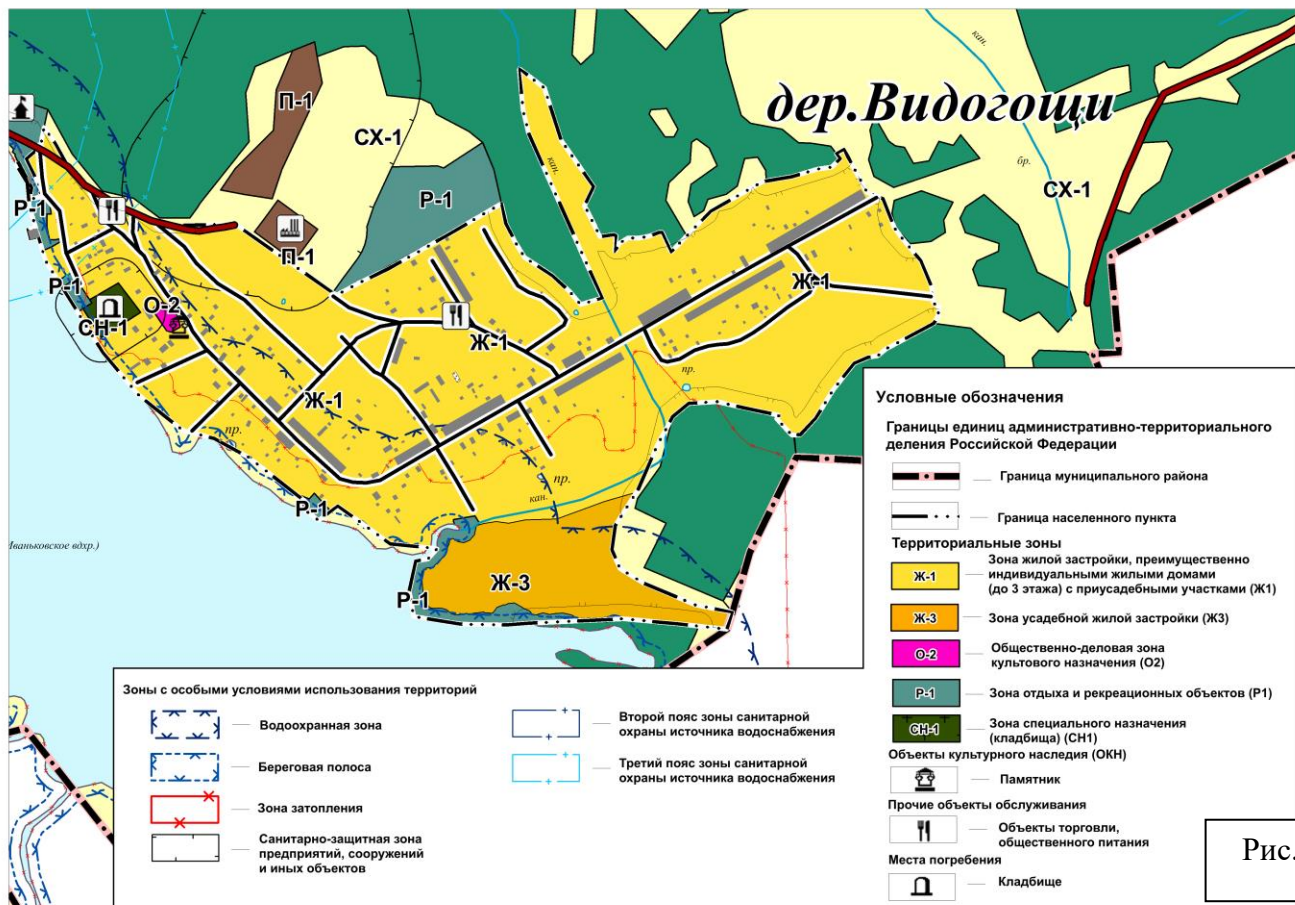 дер.Видогощи
П-1
СХ-1
Р-1
кан.
кан.
бр.
СХ-1
Р-1
П-1
Р-1
О-2
СН-1
Ж-1
Ж-1
Ж-1
пр.
пр.
пр.
кан.
Р-1
Ж-3
Р-1
Иваньковское вдхр.)
Условные обозначения
Границы единиц административно-территориального
деления Российской Федерации
Граница муниципального района
Граница населенного пункта
Территориальные зоны
Ж-1
Зона жилой застройки, преимущественно
индивидуальными жилыми домами
(до 3 этажа) с приусадебными участками (Ж1)
Ж-3
Зона усадебной жилой застройки (Ж3)
О-2
Общественно-деловая зона
культового назначения (О2)
Р-1
Зона отдыха и рекреационных объектов (Р1)
СН-1
Зона специального назначения
(кладбища) (СН1)
Объекты культурного наследия (ОКН)
Памятник
Прочие объекты обслуживания
Объекты торговли,
общественного питания
Места погребения
Кладбище
Зоны с особыми условиями использования территорий
Водоохранная зона
Береговая полоса
Зона затопления
Санитарно-защитная зона
предприятий, сооружений
и иных объектов
Второй пояс зоны санитарной
охраны источника водоснабжения
Третий пояс зоны санитарной
охраны источника водоснабжения
Рис.